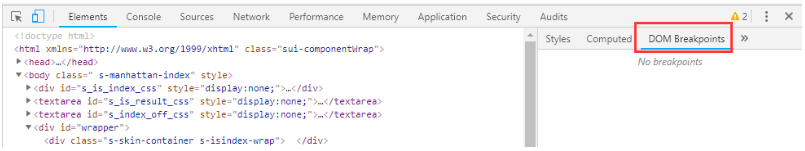 Elements Console Sources Network Performance Memory Application Security Audits 2
<!doctype html>
<html xmlns="http://www.w3.org/1999/xhtml" class="sui-componentWrap">
<head>…</head>
<body class=" s-manhattan-index" style>
<div id="s_is_index_css" style="display:none;">…</div>
<textarea id="s_is_result_css" style="display:none;">…</textarea>
<textarea id="s_index_off_css" style="display:none;">…</textarea>
<div id="wrapper">
<div class="s-skin-container s-isindex-wrap"> </div>
Styles Computed DOM Breakpoints »
No breakpoints